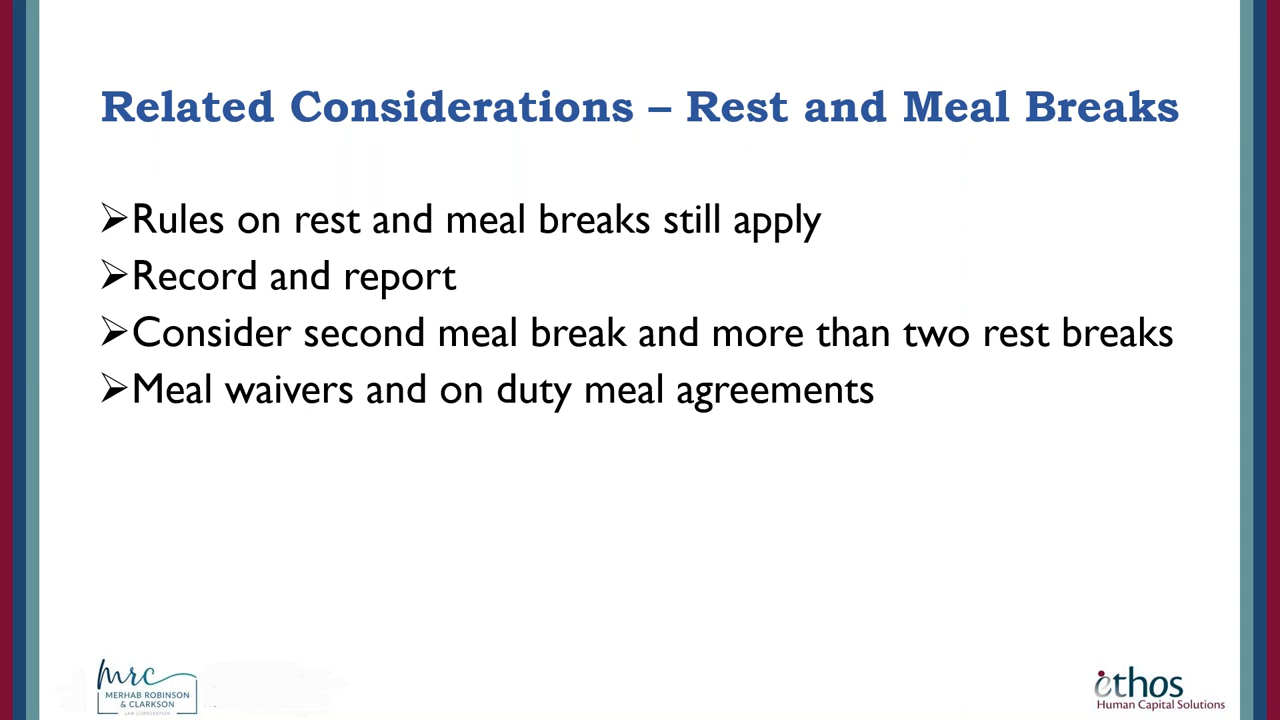 Related Considerations – Rest and Meal Breaks
➢Rules on rest and meal breaks still apply
➢Record and report
➢Consider second meal break and more than two rest breaks
➢Meal waivers and on duty meal agreements
mrc
MERHAB ROBINSON
& CLARKSON
LAW CORPORATION
ethos
Human Capital Solutions